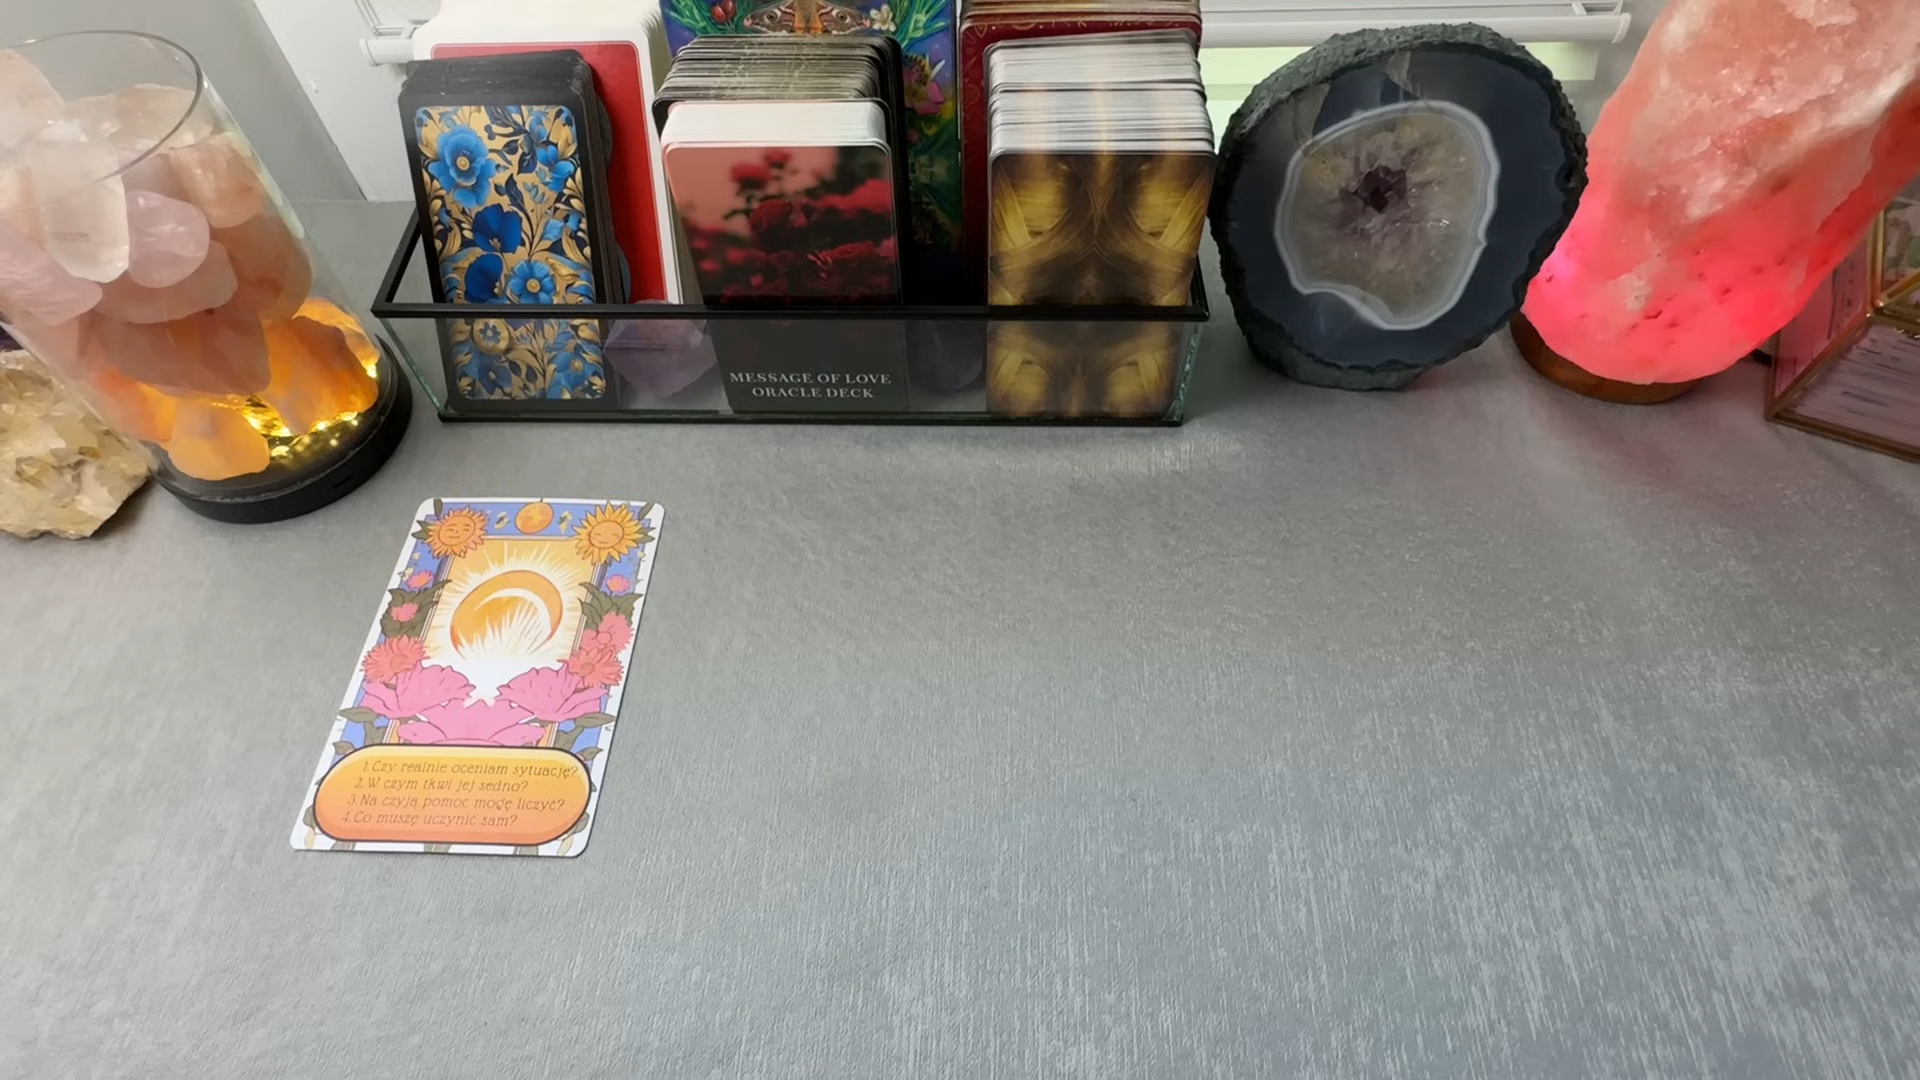 MESSAGE OF LOVE
ORACLE DECK
1. Czy realnie oceniam sytuację?
2. W czym tkwi jej sedno?
3. Na czyją pomoc mogę liczyć?
4. Co muszę uczynić sam?